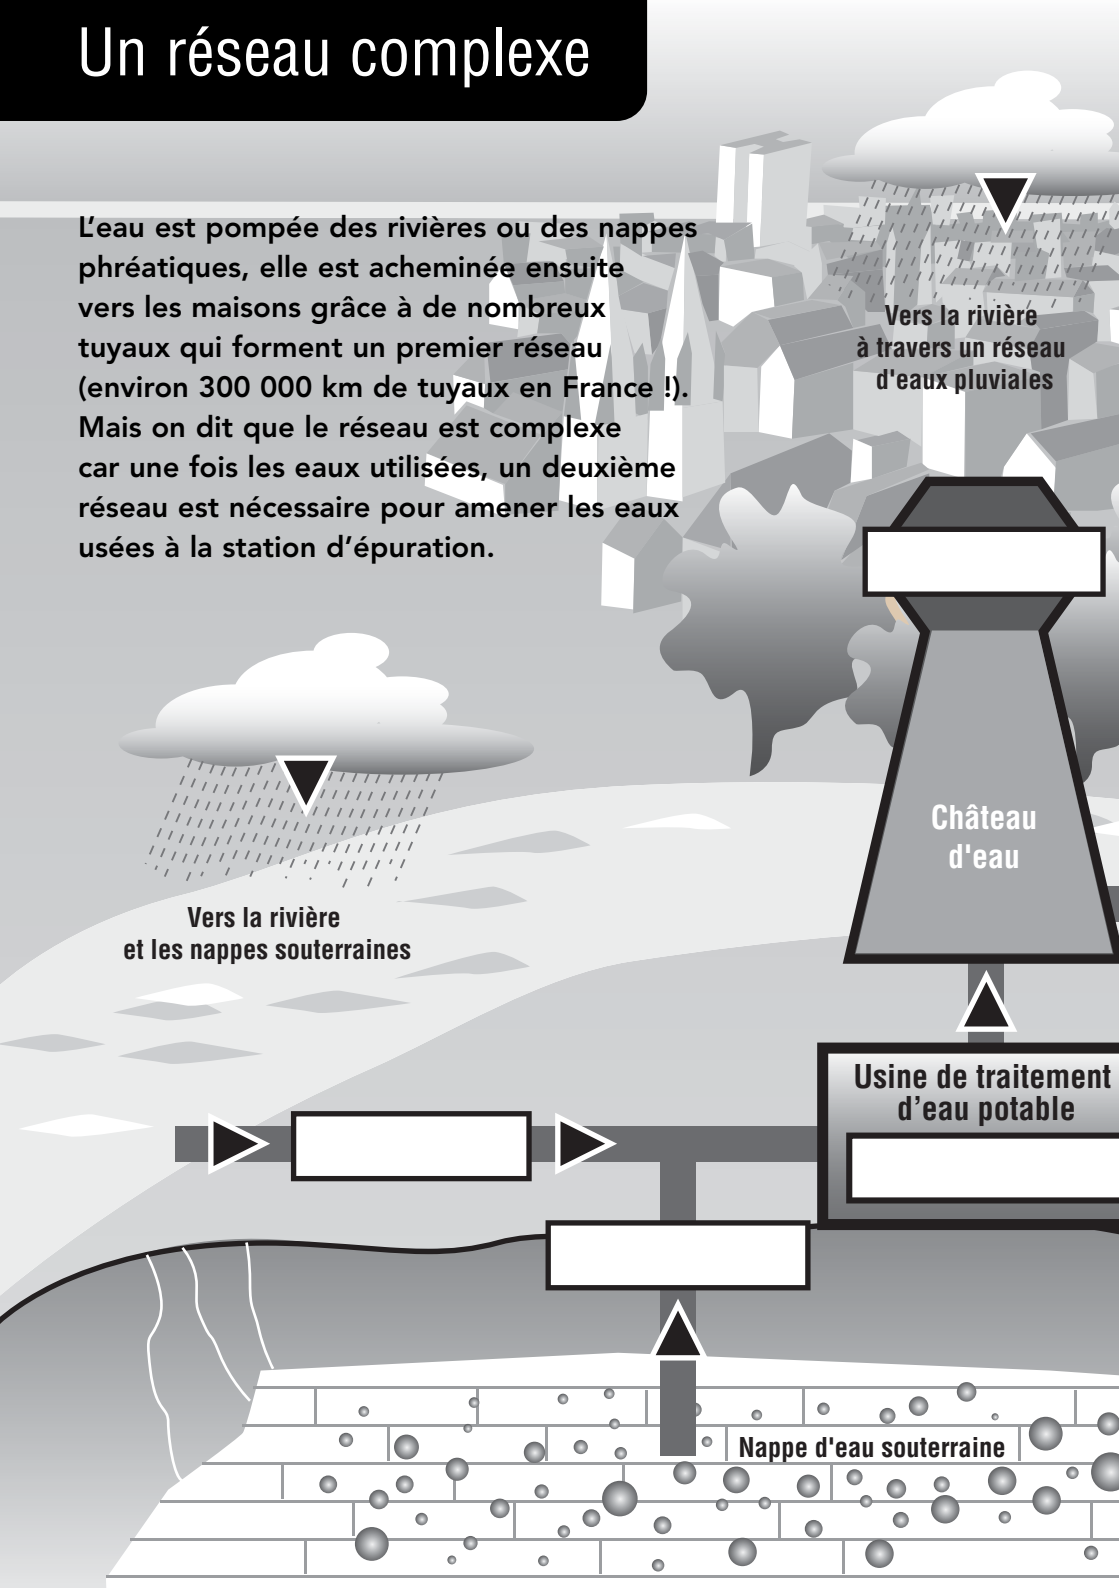 Un réseau complexe
L’eau est pompée des rivières ou des nappes
phréatiques, elle est acheminée ensuite
vers les maisons grâce à de nombreux
tuyaux qui forment un premier réseau
(environ 300 000 km de tuyaux en France !).
Mais on dit que le réseau est complexe
car une fois les eaux utilisées, un deuxième
réseau est nécessaire pour amener les eaux
usées à la station d’épuration.
Vers la rivière
à travers un réseau
d'eaux pluviales
Château
d'eau
Vers la rivière
et les nappes souterraines
Usine de traitement
d’eau potable
Nappe d'eau souterraine